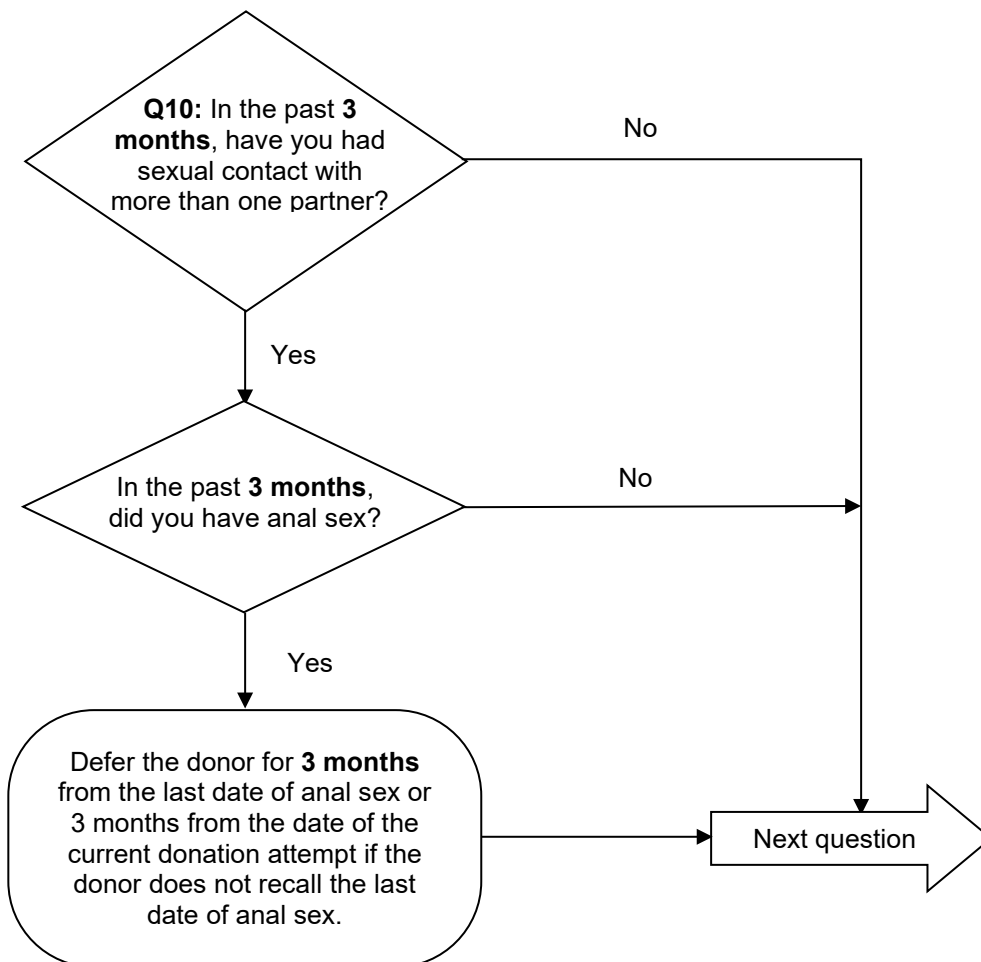 Q10: In the past 3
months, have you had
sexual contact with
more than one partner?
No
Yes
In the past 3 months,
did you have anal sex?
No
Yes
Defer the donor for 3 months
from the last date of anal sex or
3 months from the date of the
current donation attempt if the
donor does not recall the last
date of anal sex.
Next question